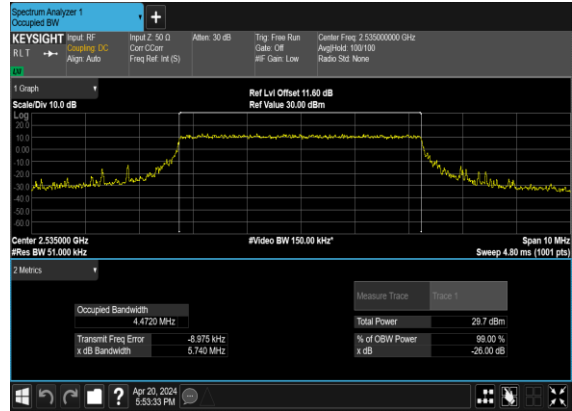 Spectrum Analyzer 1
Occupied BW
KEYSIGHT Input: RF Input Z: 50 Ω Atten: 30 dB Trig: Free Run Center Freq: 2.535000000 GHz
RLT Coupling: DC Corr CCorr Gate: Off Avg|Hold: 100/100
Align: Auto Freq Ref: Int (S) #IF Gain: Low Radio Std: None
LW
1 Graph
Ref Lvl Offset 11.60 dB
Scale/Div 10.0 dB Ref Value 30.00 dBm
Log
20.0
10.0
0.00
-10.0
-20.0
-30.0
-40.0
-50.0
-60.0
Center 2.535000 GHz #Video BW 150.00 kHz* Span 10 MHz
#Res BW 51.000 kHz Sweep 4.80 ms (1001 pts)
2 Metrics
Measure Trace Trace 1
Occupied Bandwidth
4.4720 MHz
Total Power 29.7 dBm
Transmit Freq Error -8.975 kHz % of OBW Power 99.00 %
x dB Bandwidth 5.740 MHz x dB -26.00 dB
? Apr 20, 2024
5:53:33 PM